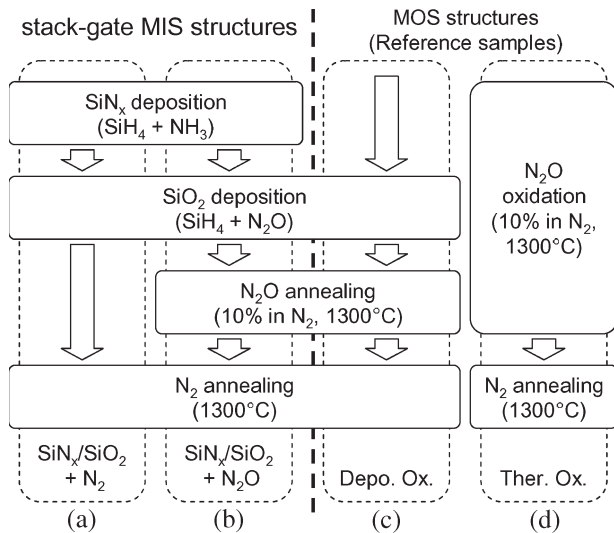 stack-gate MIS structures
MOS structures
(Reference samples)
SiNₓ deposition
(SiH₄ + NH₃)
SiO₂ deposition
(SiH₄ + N₂O)
N₂O
oxidation
(10% in N₂,
1300°C)
N₂O annealing
(10% in N₂, 1300°C)
N₂ annealing
(1300°C)
N₂ annealing
(1300°C)
SiNₓ/SiO₂
+ N₂
SiNₓ/SiO₂
+ N₂O
Depo. Ox.
Ther. Ox.
(a)
(b)
(c)
(d)